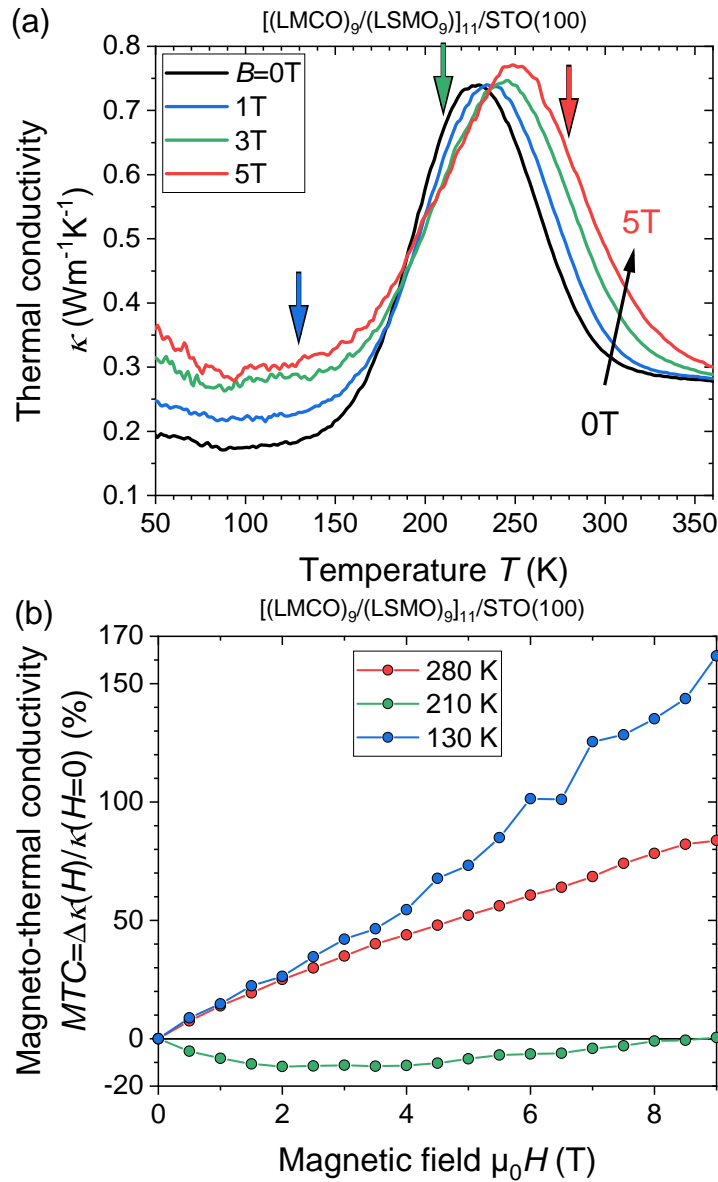 (a)
[(LMCO)₉/(LSMO₉)]₁₁/STO(100)
Thermal conductivity
κ (Wm⁻¹K⁻¹)
0.8
0.7
0.6
0.5
0.4
0.3
0.2
0.1
B=0T
1T
3T
5T
5T
0T
50 100 150 200 250 300 350
Temperature T (K)
(b)
[(LMCO)₉/(LSMO)₉]₁₁/STO(100)
Magneto-thermal conductivity
MTC=Δκ(H)/κ(H=0) (%)
170
150
100
50
0
-20
280 K
210 K
130 K
0 2 4 6 8
Magnetic field μ₀H (T)